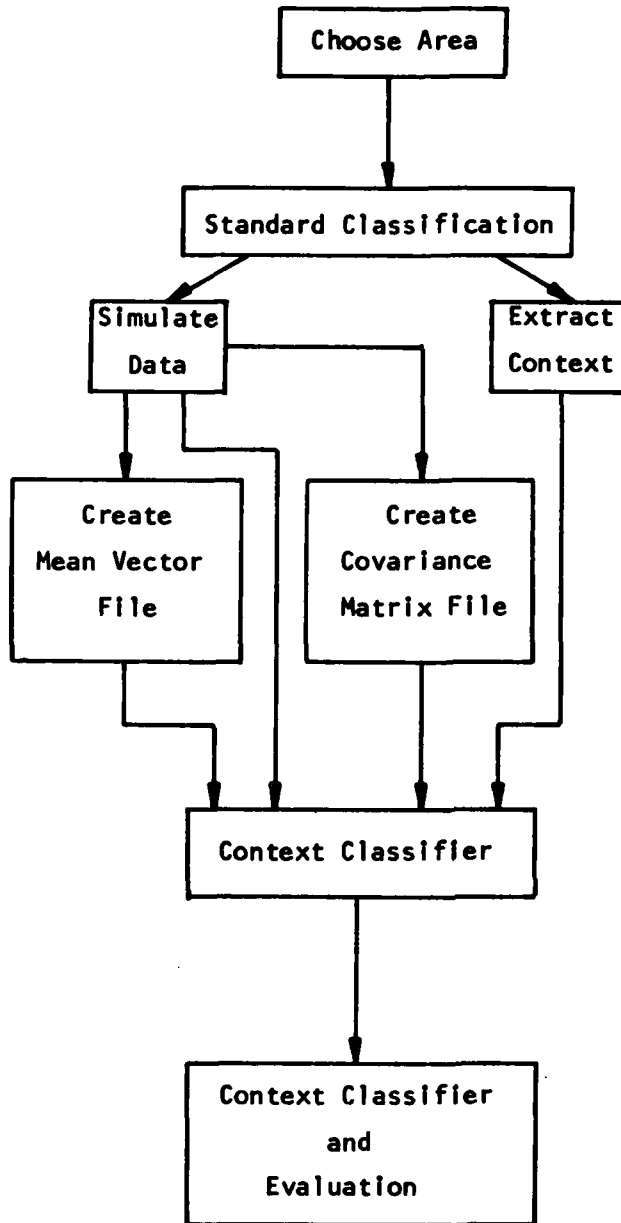 Choose Area
Standard Classification
Simulate
Data
Extract
Context
Create
Mean Vector
File
Create
Covariance
Matrix File
Context Classifier
Context Classifier
and
Evaluation